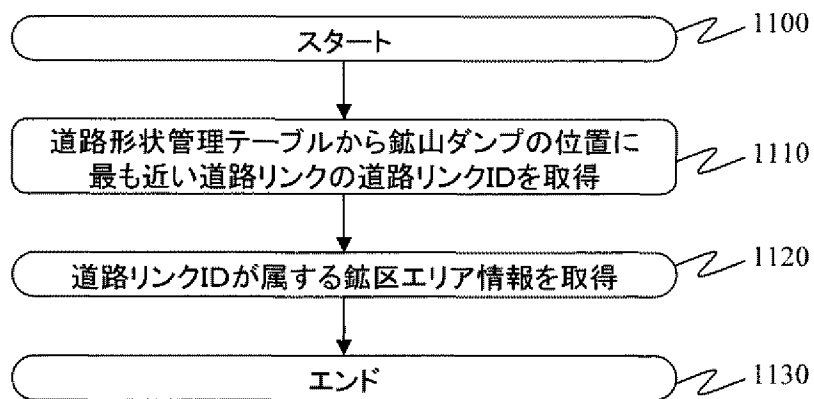 スタート
1100
道路形状管理テーブルから鉱山ダンプの位置に
最も近い道路リンクの道路リンクIDを取得
1110
道路リンクIDが属する鉱区エリア情報を取得
1120
エンド
1130